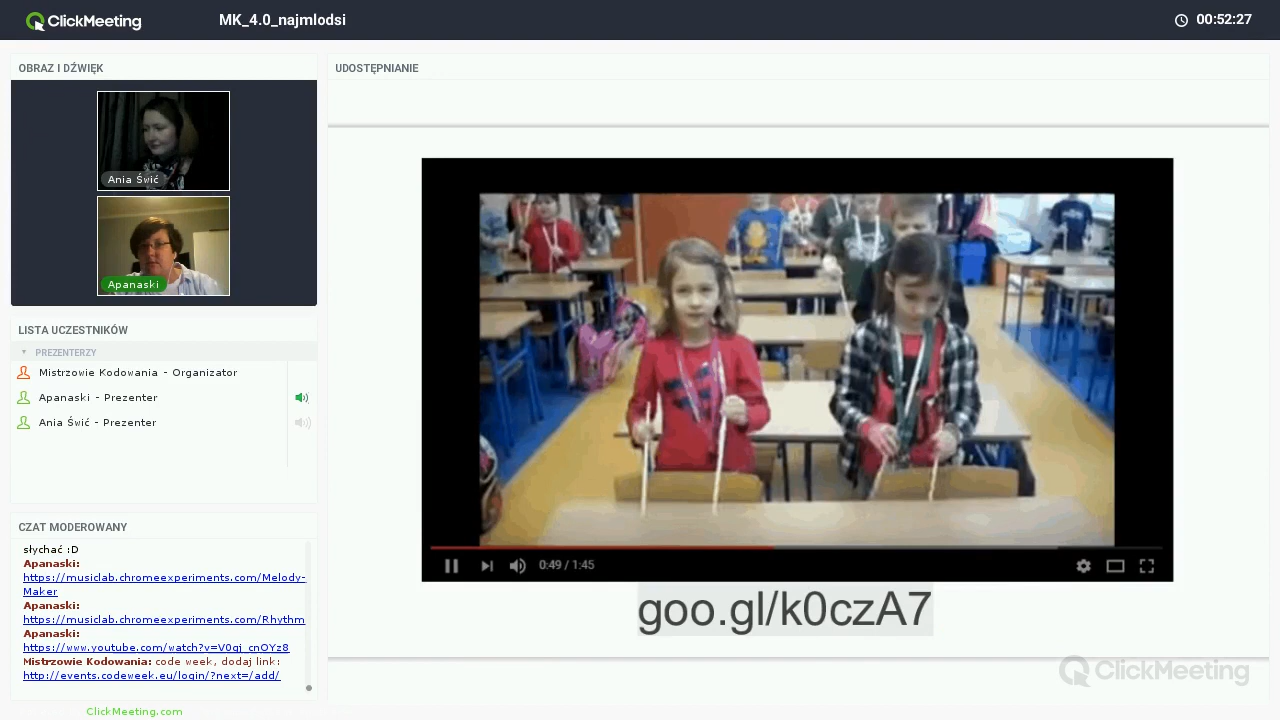 ClickMeeting
MK_4.0_najmlodsi
00:52:27
OBRAZ I DŹWIĘK
Ania Świć
Apanaski
LISTA UCZESTNIKÓW
PREZENTERZY
Mistrzowie Kodowania - Organizator
Apanaski - Prezenter
Ania Świć - Prezenter
CZAT MODEROWANY
słychać :D
Apanaski:
https://musiclab.chromeexperiments.com/Melody-
Maker
Apanaski:
https://musiclab.chromeexperiments.com/Rhythm
Apanaski:
https://www.youtube.com/watch?v=V0qj_cnOYz8
Mistrzowie Kodowania: code week, dodaj link:
http://events.codeweek.eu/login/?next=/add/
ClickMeeting.com
UDOSTĘPNIANIE
0:49 / 1:45
goo.gl/k0czA7
ClickMeeting